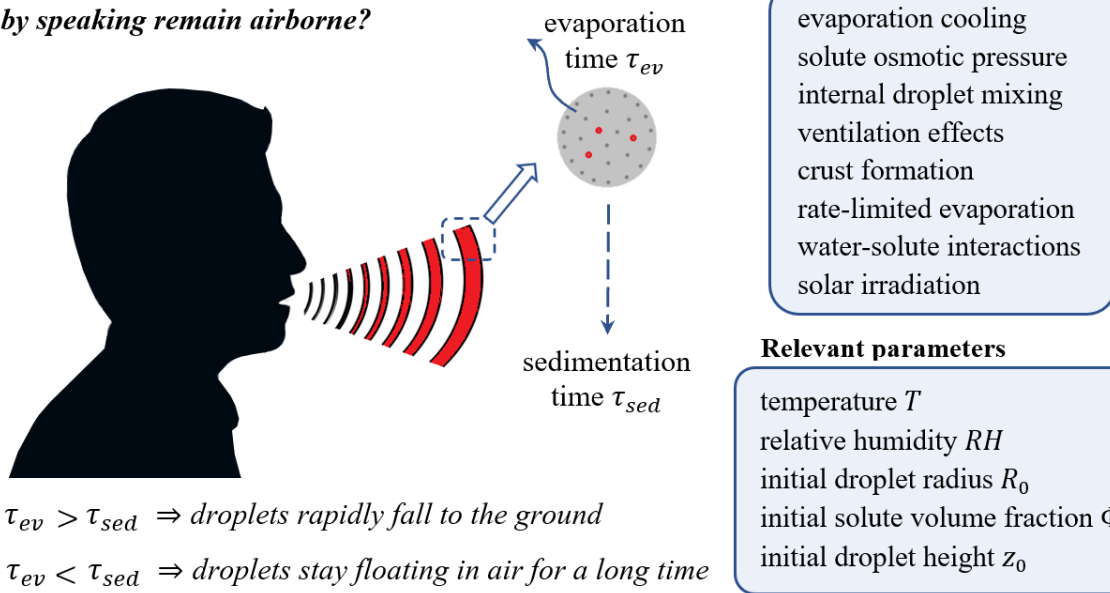 by speaking remain airborne?
evaporation
time τ_ev
sedimentation
time τ_sed
τ_ev > τ_sed ⇒ droplets rapidly fall to the ground
τ_ev < τ_sed ⇒ droplets stay floating in air for a long time
evaporation cooling
solute osmotic pressure
internal droplet mixing
ventilation effects
crust formation
rate-limited evaporation
water-solute interactions
solar irradiation
Relevant parameters
temperature T
relative humidity RH
initial droplet radius R₀
initial solute volume fraction
initial droplet height z₀